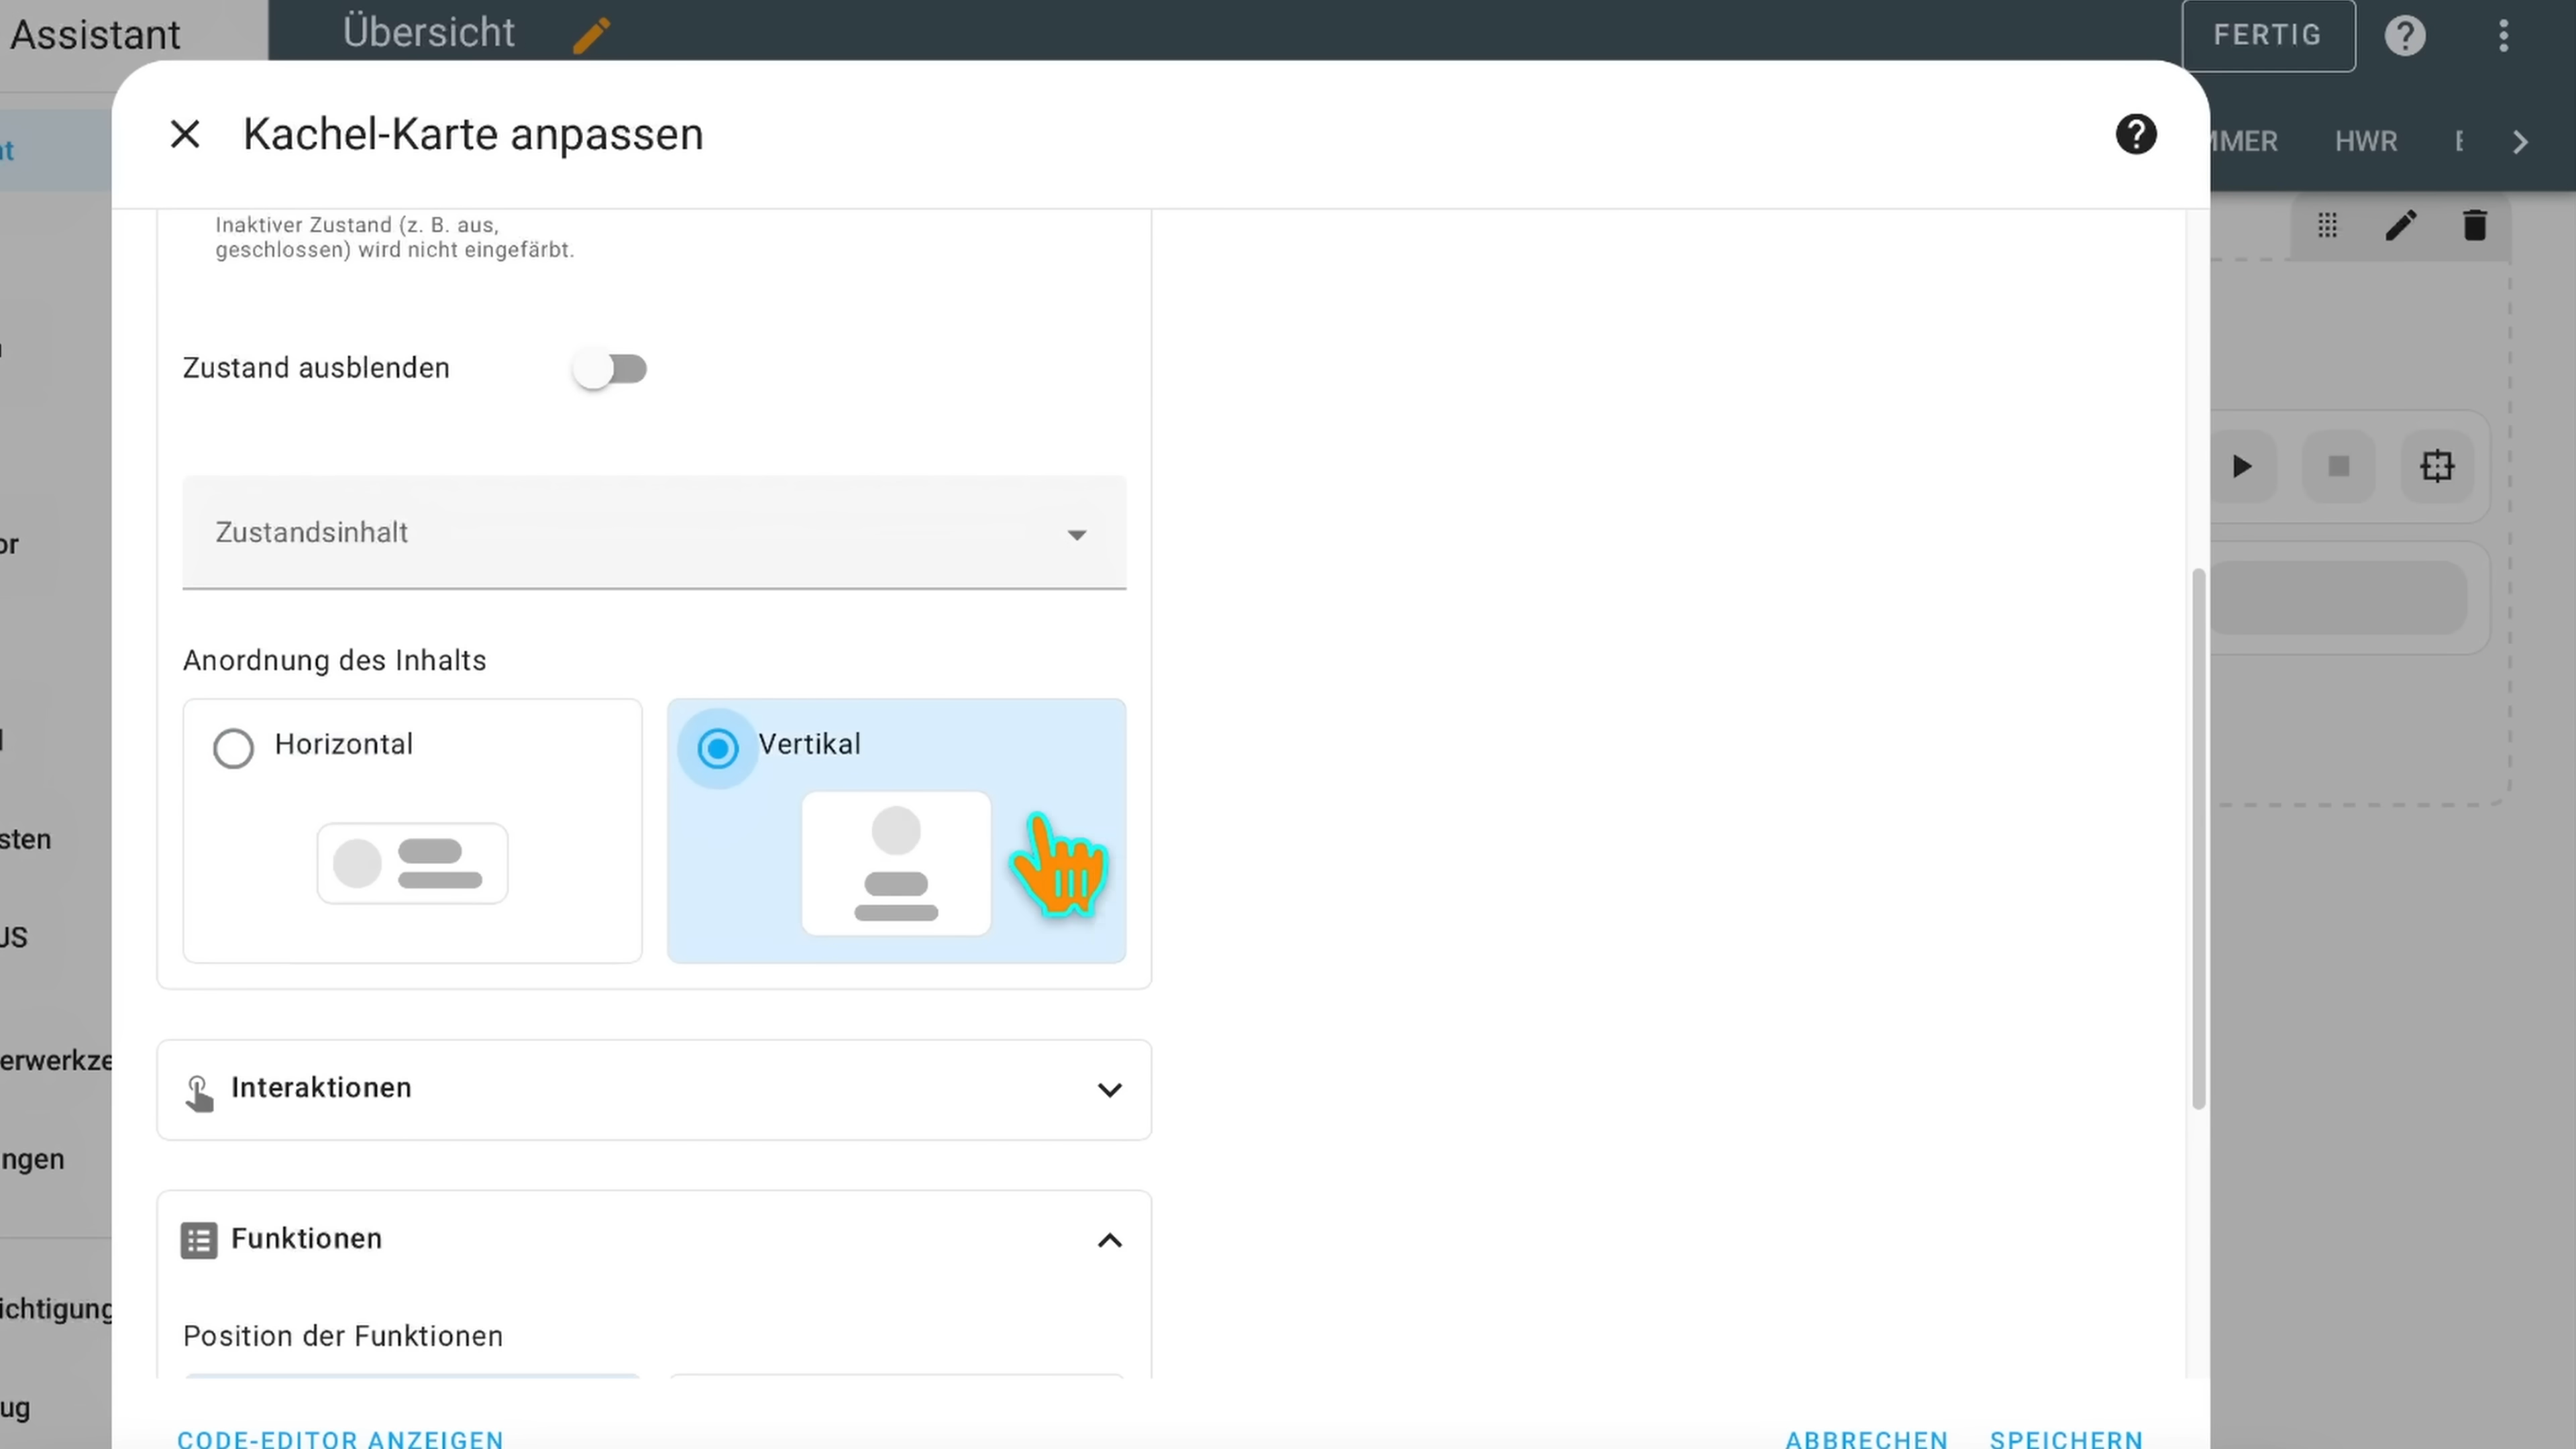 Assistant
Übersicht
FERTIG
Kachel-Karte anpassen
HWR
Inaktiver Zustand (z. B. aus,
geschlossen) wird nicht eingefärbt.
Zustand ausblenden
Zustandsinhalt
Anordnung des Inhalts
Horizontal
Vertikal
Interaktionen
Funktionen
Position der Funktionen
CODE-EDITOR ANZEIGEN
ABBRECHEN
SPEICHERN